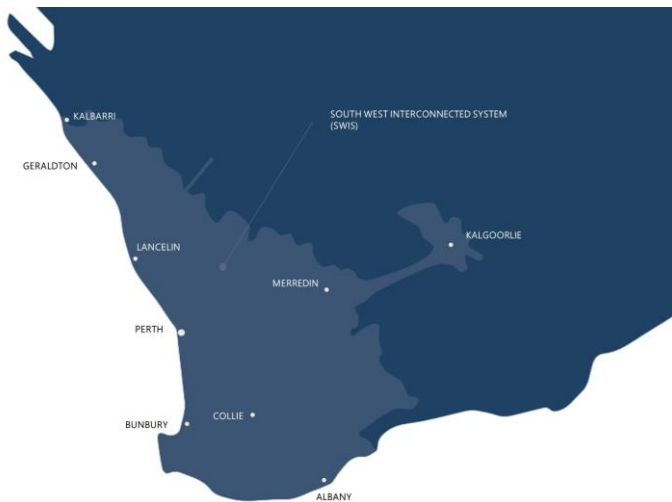 KALBARRI
SOUTH WEST INTERCONNECTED SYSTEM
(SWIS)
GERALDTON
KALGOORLIE
LANCELIN
MERREDIN
PERTH
COLLIE
BUNBURY
ALBANY